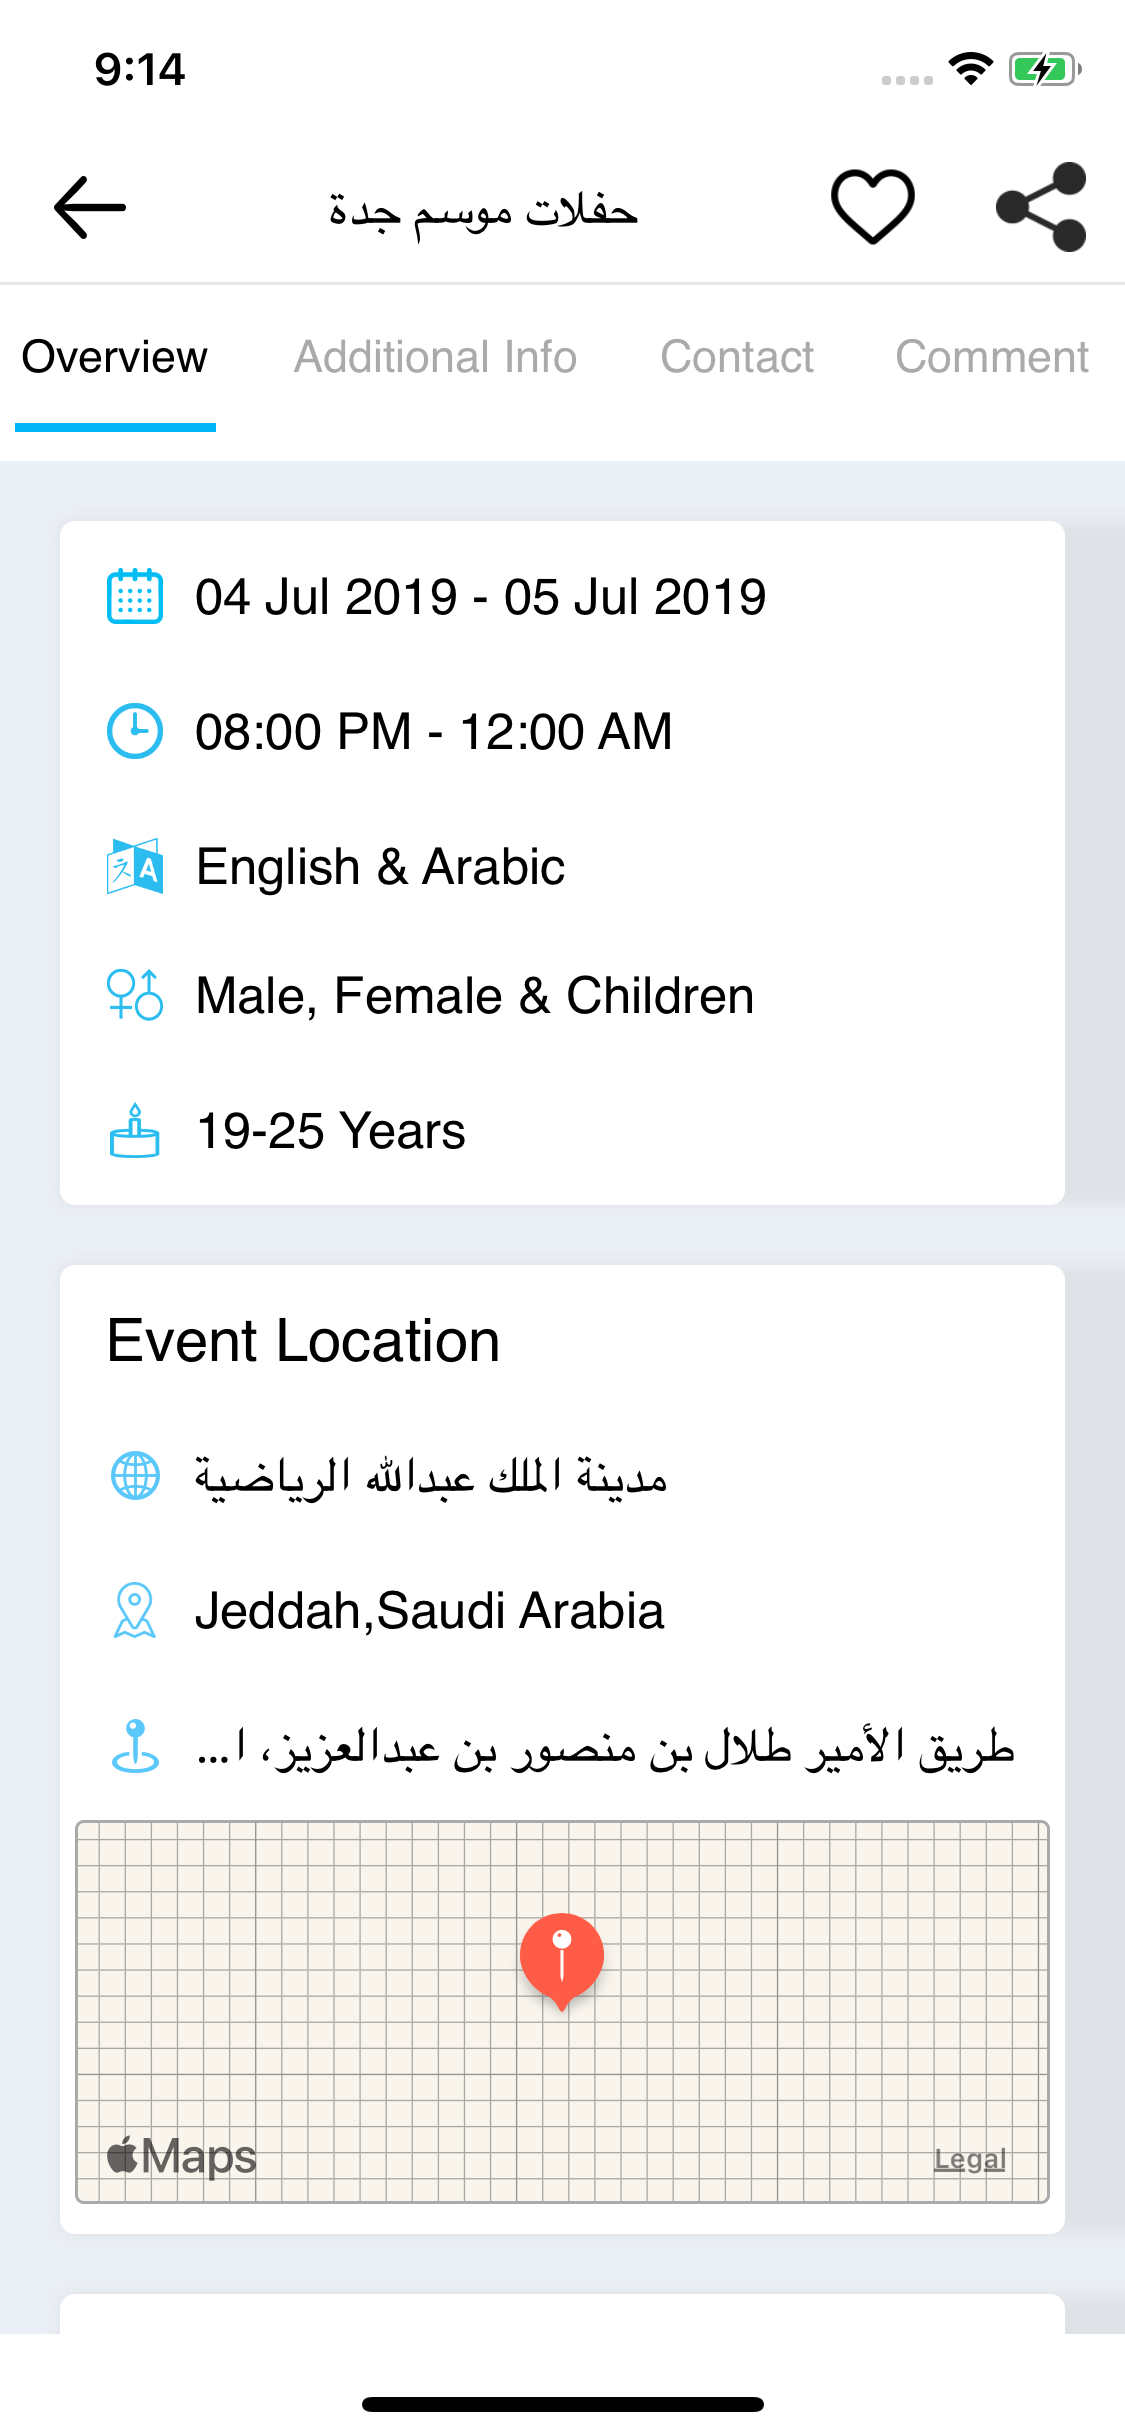 9:14
حفلات موسم جدة
Overview Additional Info Contact Comment
04 Jul 2019 - 05 Jul 2019
08:00 PM - 12:00 AM
English & Arabic
Male, Female & Children
19-25 Years
Event Location
مدينة الملك عبدالله الرياضية
Jeddah,Saudi Arabia
طريق الأمير طلال بن منصور بن عبدالعزيز، ا...
Maps
Legal